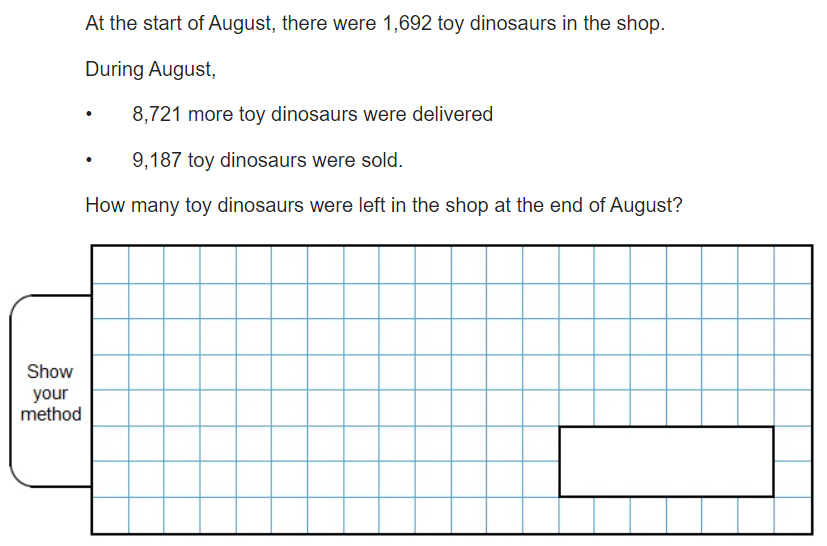 At the start of August, there were 1,692 toy dinosaurs in the shop.
During August,
• 8,721 more toy dinosaurs were delivered
• 9,187 toy dinosaurs were sold.
How many toy dinosaurs were left in the shop at the end of August?
Show
your
method